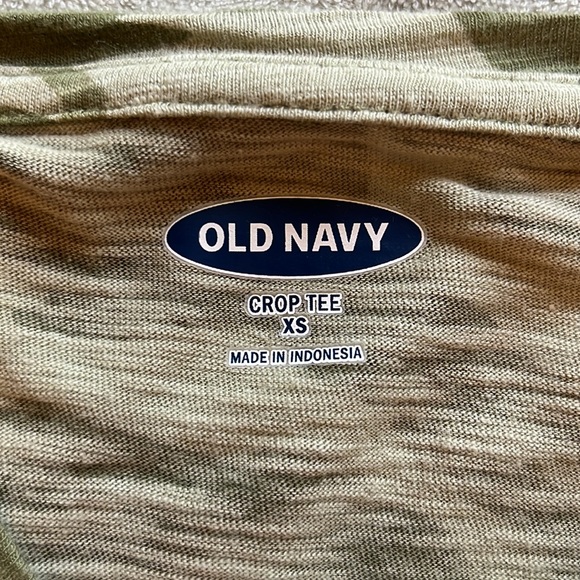 OLD NAVY
CROP TEE
XS
MADE IN INDONESIA